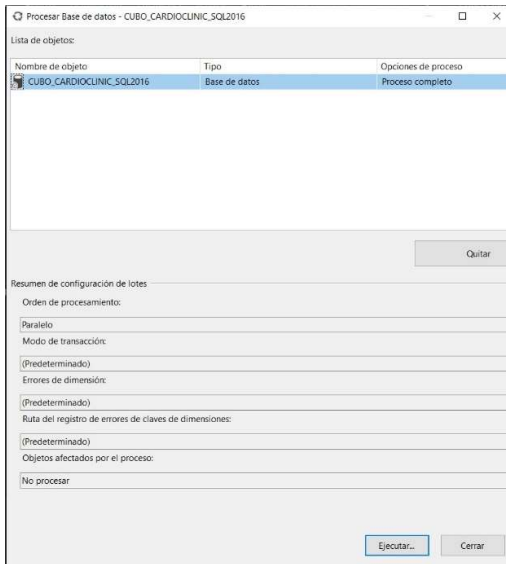 Procesar Base de datos - CUBO_CARDIOCLINIC_SQL2016
Lista de objetos:
Nombre de objeto Tipo Opciones de proceso
CUBO_CARDIOCLINIC_SQL2016 Base de datos Proceso completo
Quitar
Resumen de configuración de lotes
Orden de procesamiento:
Paralelo
Modo de transacción:
(Predeterminado)
Errores de dimensión:
(Predeterminado)
Ruta del registro de errores de claves de dimensiones:
(Predeterminado)
Objetos afectados por el proceso:
No procesar
Ejecutar... Cerrar